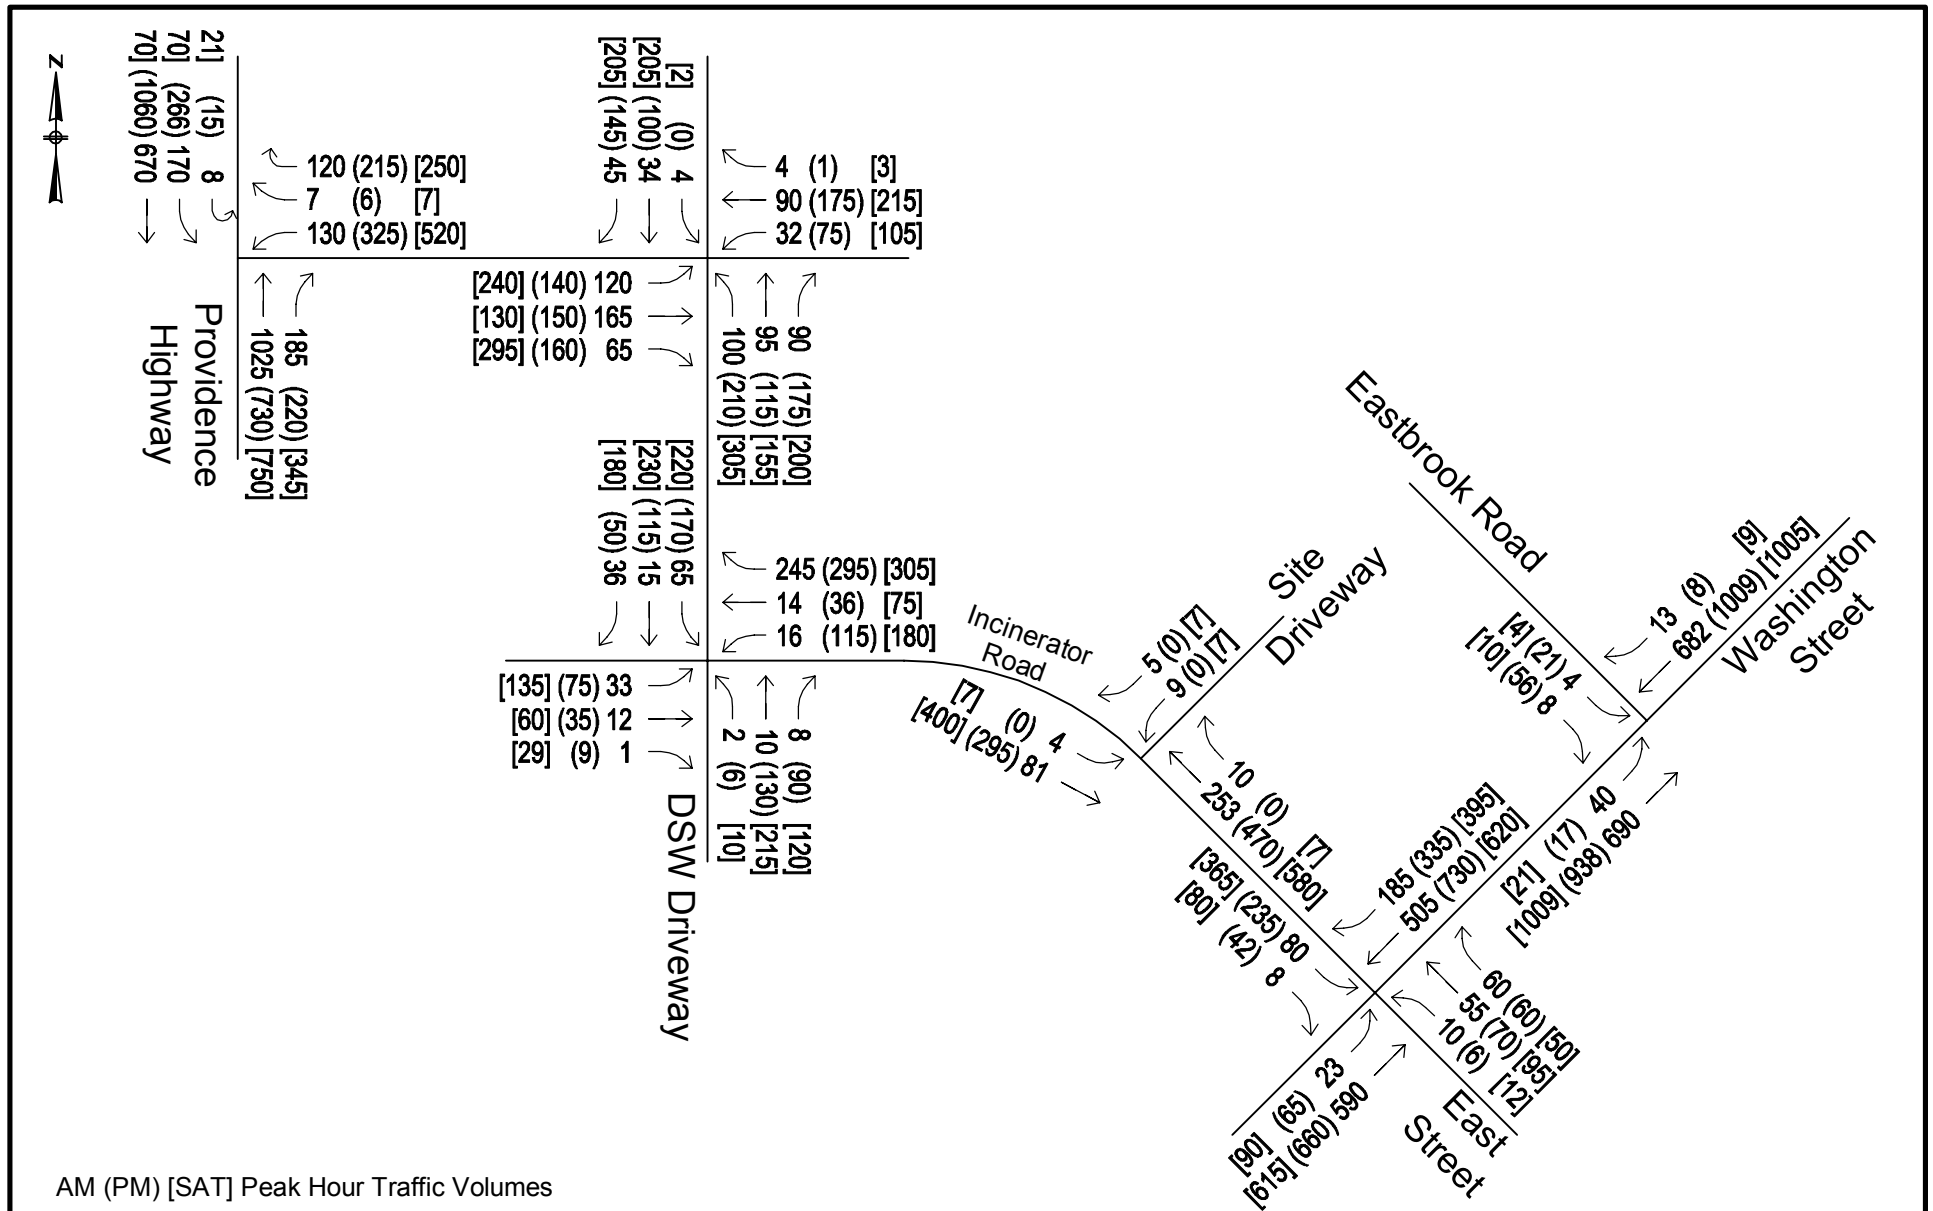 21] (15) 8
70] (266) 170
70] (1060) 670
N
120 (215) [250]
7 (6) [7]
130 (325) [520]
185 (220) [345]
1025 (730) [750]
Providence
Highway
[2] (0) 4
[205] (100) 34
[205] (145) 45
4 (1) [3]
90 (175) [215]
32 (75) [105]
[240] (140) 120
[130] (150) 165
[295] (160) 65
90 (175) [200]
95 (115) [155]
100 (210) [305]
[220] (170) 65
[230] (115) 15
[180] (50) 36
245 (295) [305]
14 (36) [75]
16 (115) [180]
[135] (75) 33
[60] (35) 12
[29] (9) 1
8 (90) [120]
10 (130) [215]
2 (6) [10]
DSW Driveway
Incinerator
Road
Site
Driveway
5 (0) [7]
9 (0) [7]
[7] (0) 4
[400] (295) 81
10 (0) [7]
253 (470) [580]
Eastbrook Road
[4] (21) 4
[10] (56) 8
13 (8) [9]
682 (1009) [1005]
Washington
Street
[21] (17) 40
[1009] (938) 690
185 (335) [395]
505 (730) [620]
[365] (235) 80
[80] (42) 8
60 (60) [50]
55 (70) [95]
10 (6) [12]
East
Street
[90] (65) 23
[615] (660) 590
AM (PM) [SAT] Peak Hour Traffic Volumes